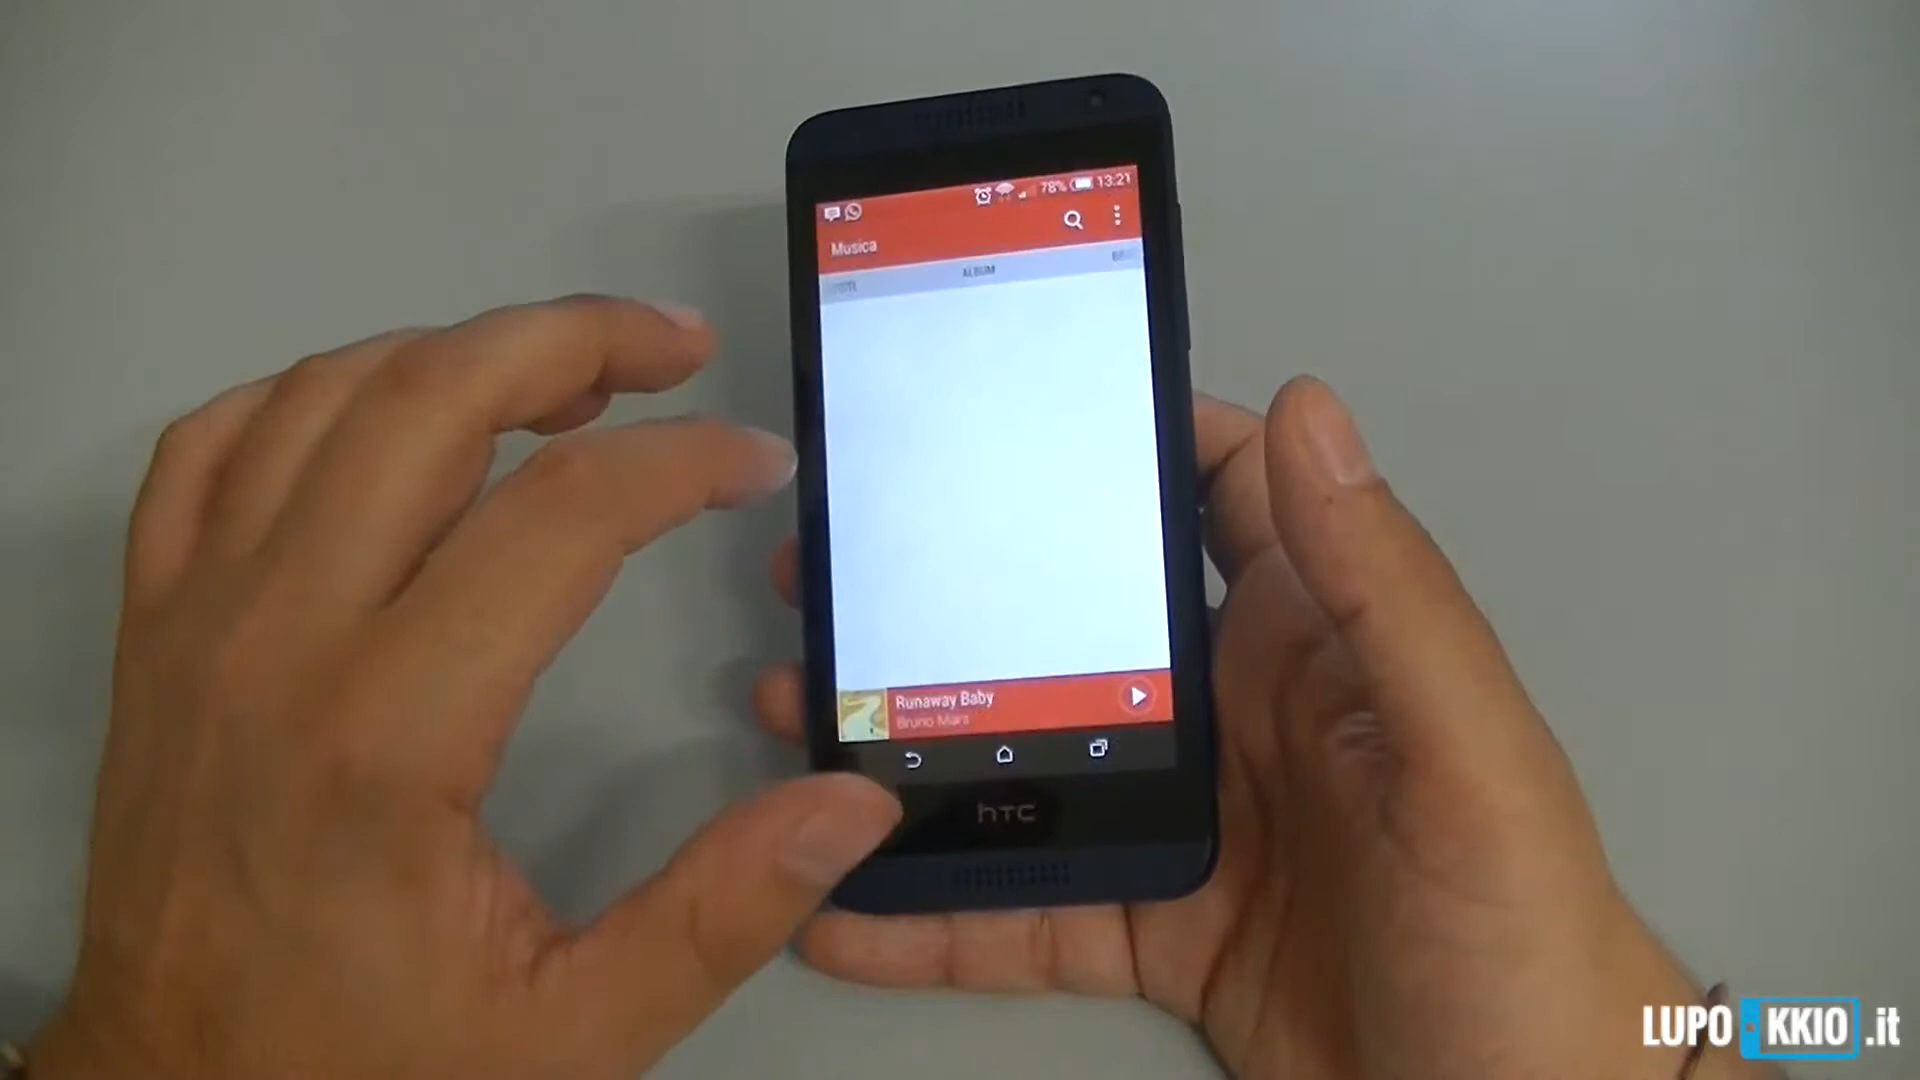 78% 13:21
Musica
ALBUM
Runaway Baby
Bruno Mars
hTC
LUPO KKIO.it